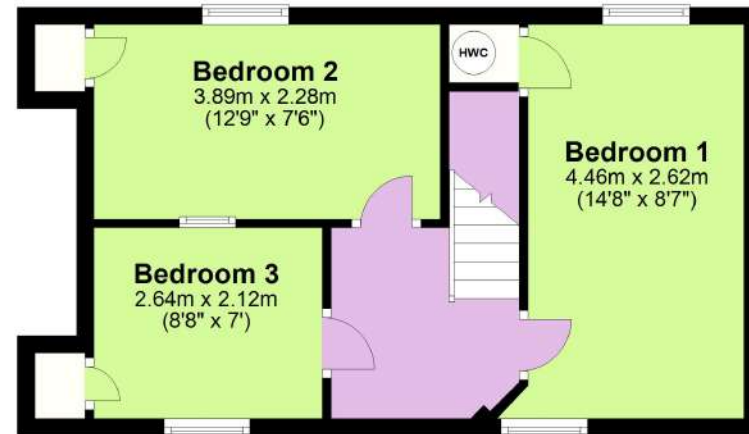 Bedroom 2
3.89m x 2.28m
(12'9" x 7'6")
HWC
Bedroom 1
4.46m x 2.62m
(14'8" x 8'7")
Bedroom 3
2.64m x 2.12m
(8'8" x 7')